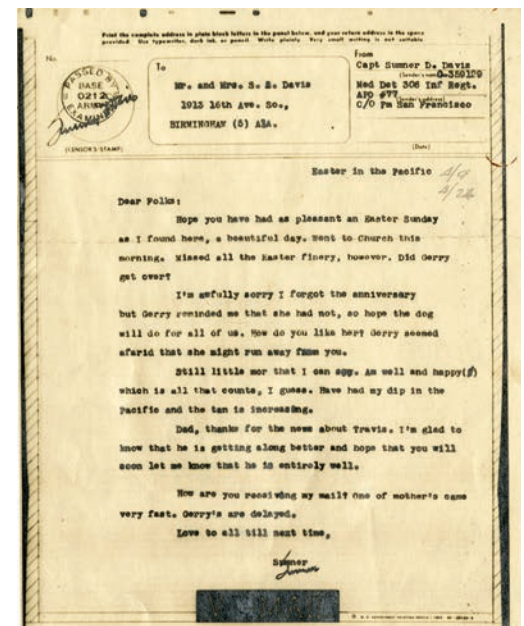 Print the complete address in plain block letters in the panel below, and your return address in the space
provided. Use typewriter, dark ink, or pencil. Write plainly. Very small writing is not suitable.
No.
PASSED BY
BASE
0212
ARMY
EXAMINER
(CENSOR'S STAMP)
To
Mr. and Mrs. S. E. Davis
1913 16th Ave. So.,
BIRMINGHAM (5) ALA.
From
Capt Sumner D. Davis
(Sender's name) O-359129
Med Det 306 Inf Regt.
APO #77 (Sender's address)
C/O Pm San Francisco
(Date)
Easter in the Pacific 4/9
4/24
Dear Folks:
Hope you have had as pleasant an Easter Sunday
as I found here, a beautiful day. Went to Church this
morning. Missed all the Easter finery, however. Did Gerry
get over?
I'm awfully sorry I forgot the anniversary
but Gerry reminded me that she had not, so hope the dog
will do for all of us. How do you like her? Gerry seemed
afarid that she might run away from you.
Still little mor that I can say. Am well and happy(?)
which is all that counts, I guess. Have had my dip in the
Pacific and the tan is increasing.
Dad, thanks for the news about Travis. I'm glad to
know that he is getting along better and hope that you will
soon let me know that he is entirely well.
How are you receiving my mail? One of mother's came
very fast. Gerry's are delayed.
Love to all till next time,
Sumner
Sumner